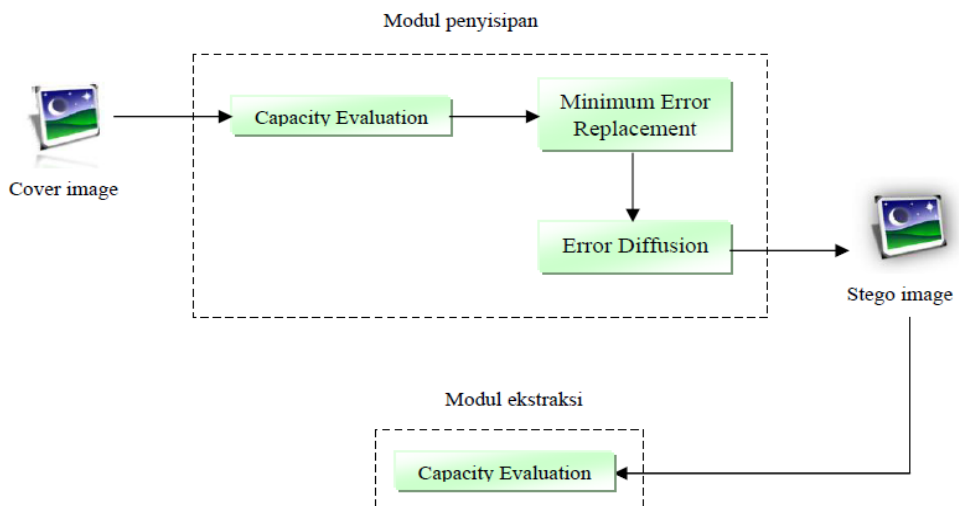 Modul penyisipan
Capacity Evaluation
Minimum Error
Replacement
Cover image
Error Diffusion
Stego image
Modul ekstraksi
Capacity Evaluation